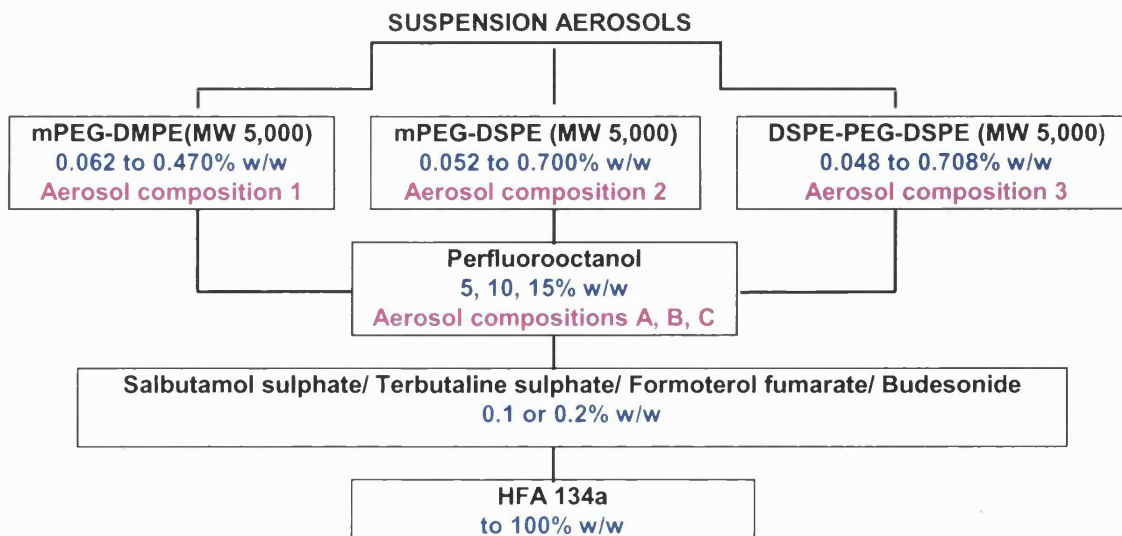 SUSPENSION AEROSOLS
mPEG-DMPE(MW 5,000)
0.062 to 0.470% w/w
Aerosol composition 1
mPEG-DSPE (MW 5,000)
0.052 to 0.700% w/w
Aerosol composition 2
DSPE-PEG-DSPE (MW 5,000)
0.048 to 0.708% w/w
Aerosol composition 3
Perfluorooctanol
5, 10, 15% w/w
Aerosol compositions A, B, C
Salbutamol sulphate/ Terbutaline sulphate/ Formoterol fumarate/ Budesonide
0.1 or 0.2% w/w
HFA 134a
to 100% w/w